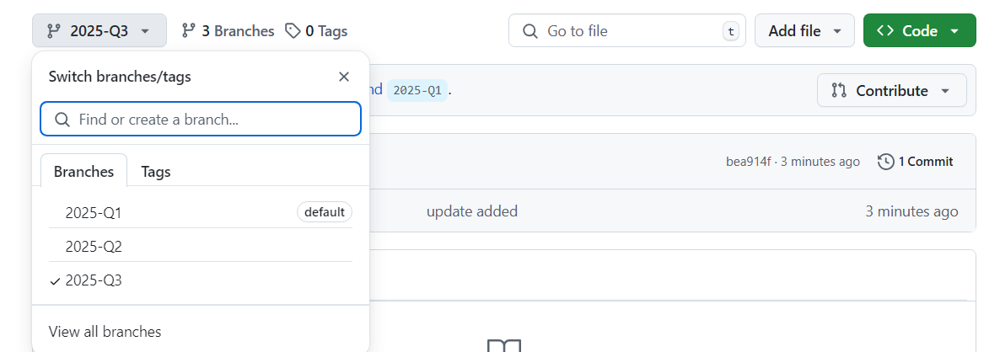 2025-Q3 3 Branches 0 Tags Go to file t Add file Code
Switch branches/tags
2025-Q1 . Contribute
Find or create a branch...
Branches Tags
bea914f · 3 minutes ago 1 Commit
2025-Q1 default
update added 3 minutes ago
2025-Q2
2025-Q3
View all branches